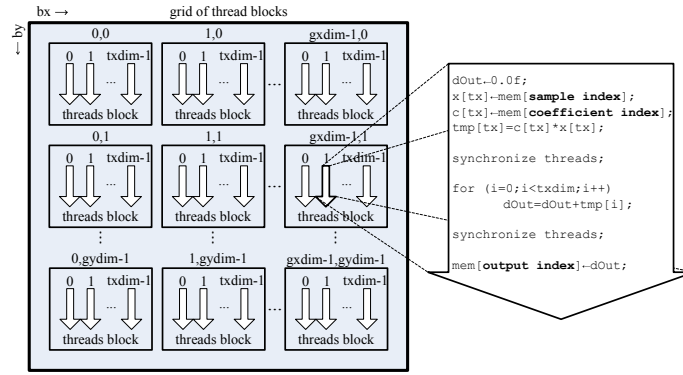 bx → grid of thread blocks
← by
0,0 1,0 gxdim-1,0
0 1 txdim-1 0 1 txdim-1 0 1 txdim-1
... ... ...
threads block threads block threads block
...
0,1 1,1 gxdim-1,1
0 1 txdim-1 0 1 txdim-1 0 1 txdim-1
... ... ...
threads block threads block threads block
...
0,gydim-1 1,gydim-1 gxdim-1,gydim-1
0 1 txdim-1 0 1 txdim-1 0 1 txdim-1
... ... ...
threads block threads block threads block
...
dOut←0.0f;
x[tx]←mem[sample index];
c[tx]←mem[coefficient index];
tmp[tx]=c[tx]*x[tx];
synchronize threads;
for (i=0;i<txdim;i++)
dOut=dOut+tmp[i];
synchronize threads;
mem[output index]←dOut;